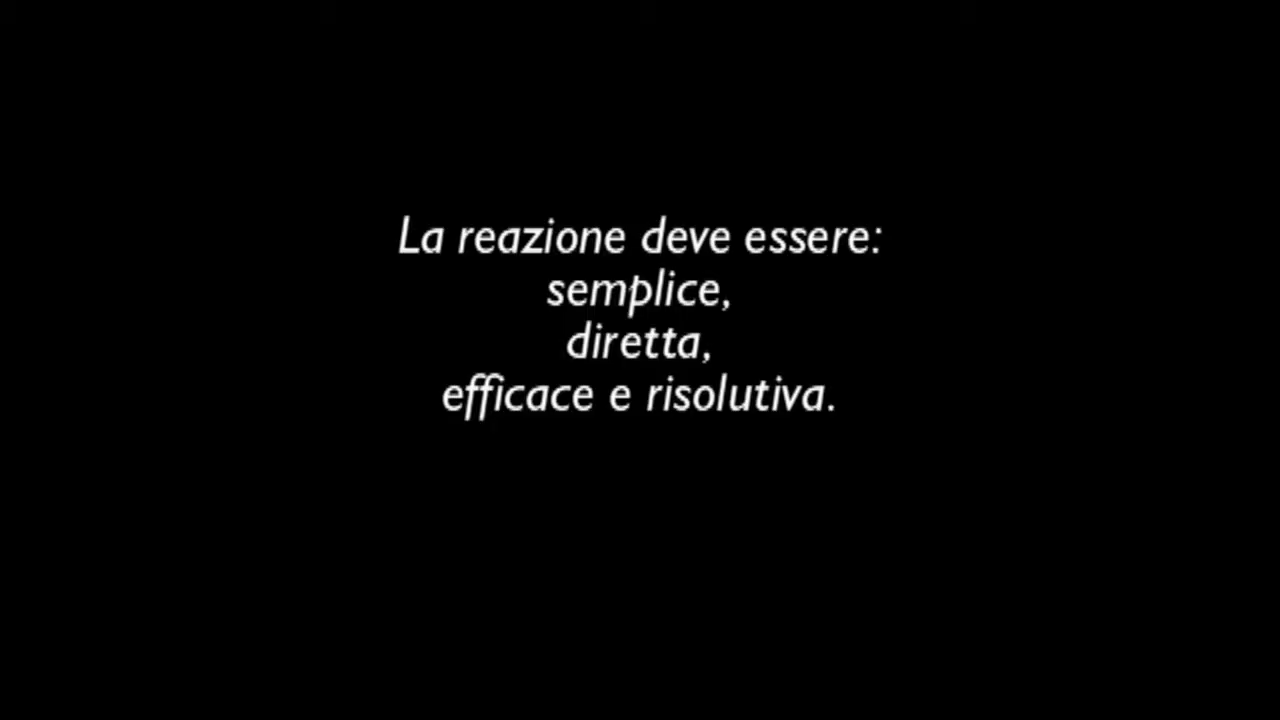 La reazione deve essere:
semplice,
diretta,
efficace e risolutiva.